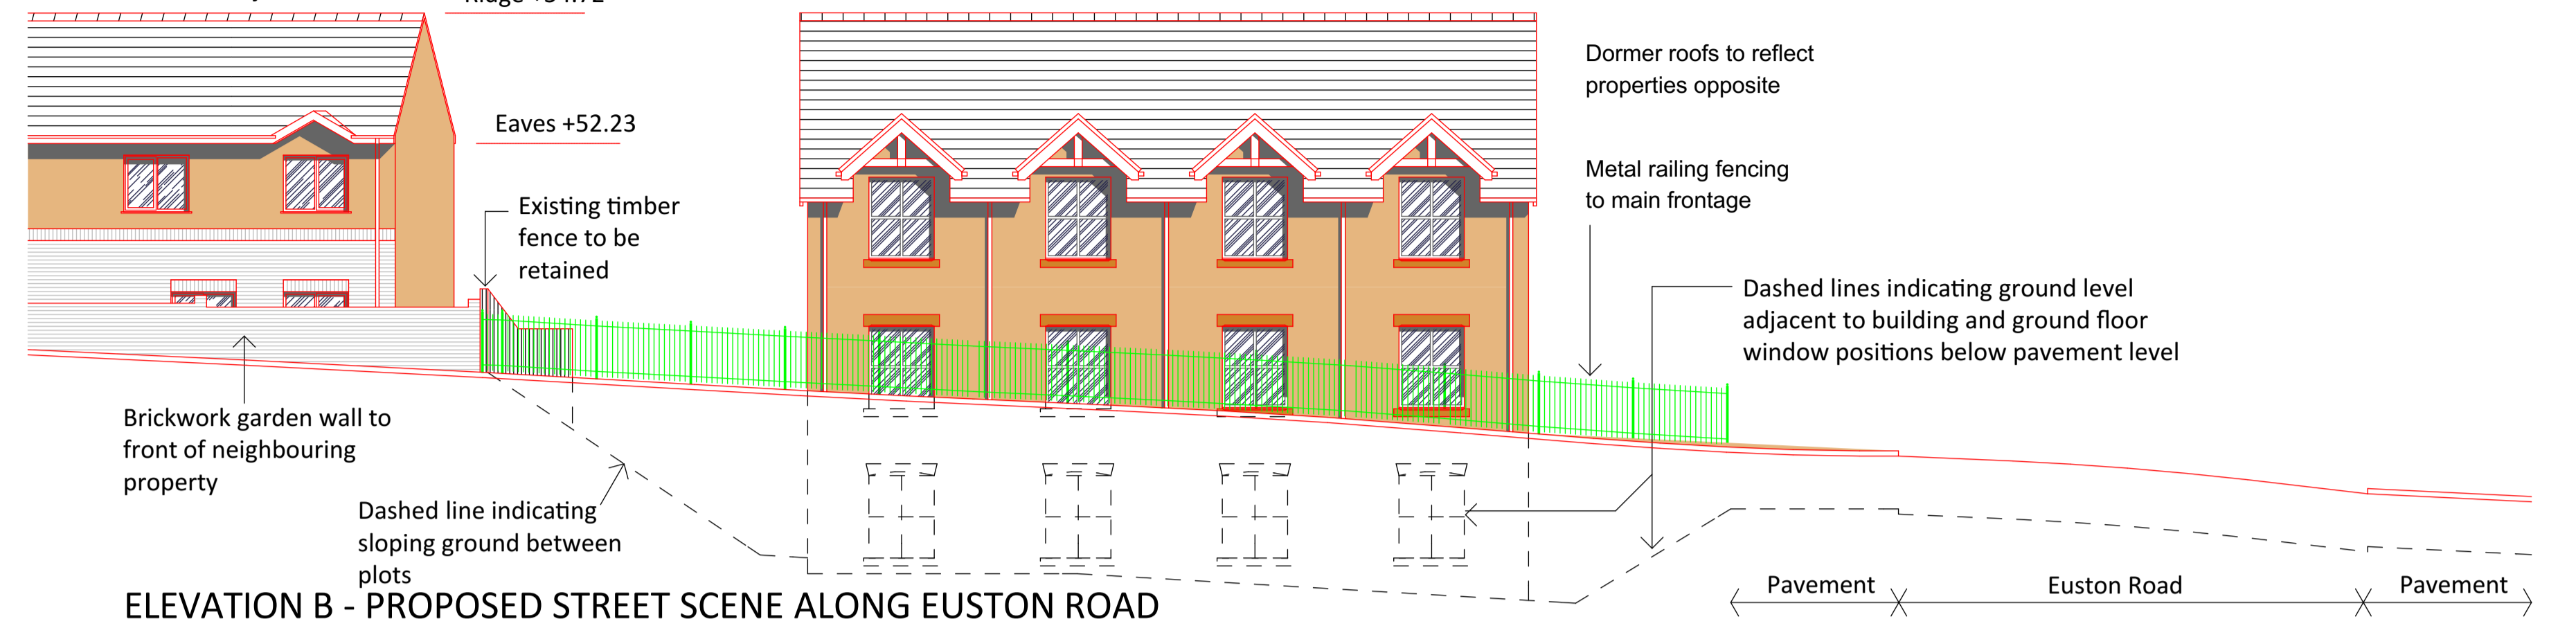 Eaves +52.23
Existing timber
fence to be
retained
Dormer roofs to reflect
properties opposite
Metal railing fencing
to main frontage
Dashed lines indicating ground level
adjacent to building and ground floor
window positions below pavement level
Brickwork garden wall to
front of neighbouring
property
Dashed line indicating
sloping ground between
plots
ELEVATION B - PROPOSED STREET SCENE ALONG EUSTON ROAD
Pavement
Euston Road
Pavement